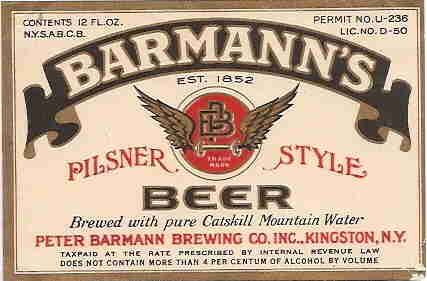 CONTENTS 12 FL. OZ.
N.Y.S.A.B.C.B.
PERMIT NO. U-236
LIC. NO. D-50
BARMANN'S
EST. 1852
PB
TRADE
MARK
PILSNER STYLE
BEER
Brewed with pure Catskill Mountain Water
PETER BARMANN BREWING CO. INC., KINGSTON, N.Y.
TAXPAID AT THE RATE PRESCRIBED BY INTERNAL REVENUE LAW
DOES NOT CONTAIN MORE THAN 4 PER CENTUM OF ALCOHOL BY VOLUME